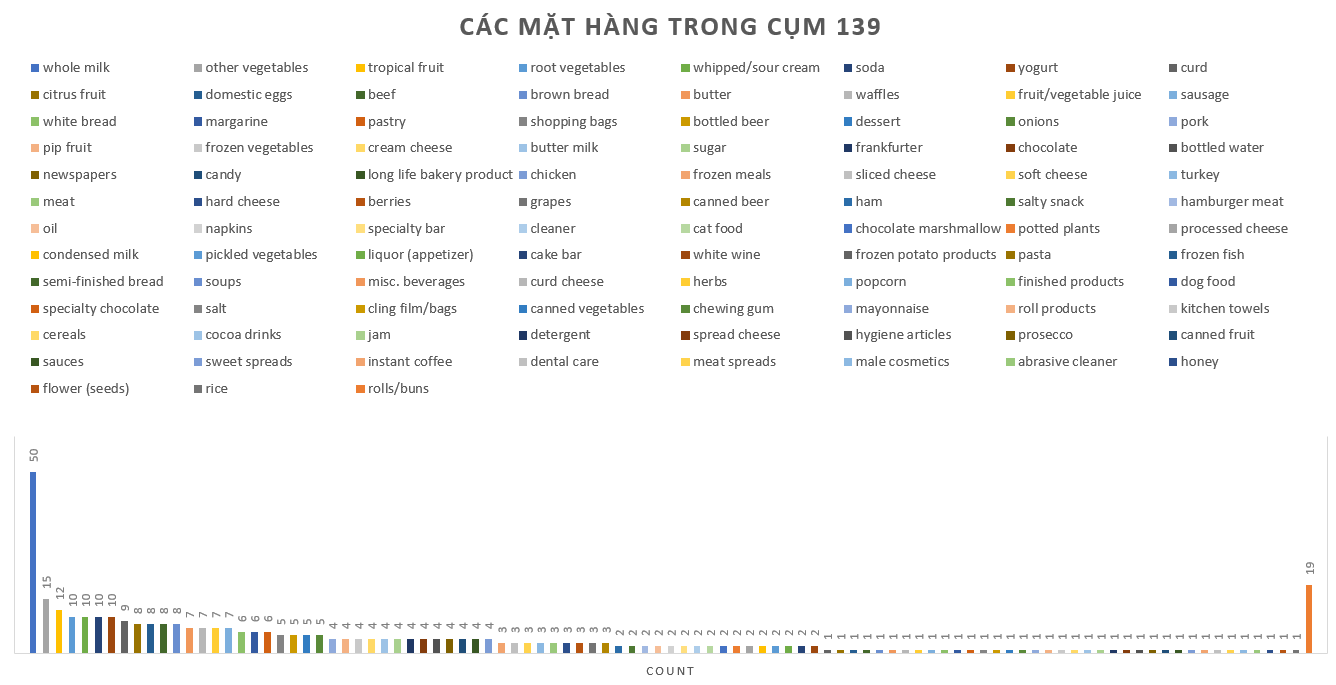 CÁC MẶT HÀNG TRONG CỤM 139
whole milk other vegetables tropical fruit root vegetables whipped/sour cream soda yogurt curd
citrus fruit domestic eggs beef brown bread butter waffles fruit/vegetable juice sausage
white bread margarine pastry shopping bags bottled beer dessert onions pork
pip fruit frozen vegetables cream cheese butter milk sugar frankfurter chocolate bottled water
newspapers candy long life bakery product chicken frozen meals sliced cheese soft cheese turkey
meat hard cheese berries grapes canned beer ham salty snack hamburger meat
oil napkins specialty bar cleaner cat food chocolate marshmallow potted plants processed cheese
condensed milk pickled vegetables liquor (appetizer) cake bar white wine frozen potato products pasta frozen fish
semi-finished bread soups misc. beverages curd cheese herbs popcorn finished products dog food
specialty chocolate salt cling film/bags canned vegetables chewing gum mayonnaise roll products kitchen towels
cereals cocoa drinks jam detergent spread cheese hygiene articles prosecco canned fruit
sauces sweet spreads instant coffee dental care meat spreads male cosmetics abrasive cleaner honey
flower (seeds) rice rolls/buns
50 15 12 10 10 10 10 9 8 8 8 8 7 7 7 7 6 6 6 5 5 5 5 4 4 4 4 4 4 4 4 4 4 4 4 4 3 3 3 3 3 3 3 3 3 2 2 2 2 2 2 2 2 2 2 2 2 2 2 2 2 1 1 1 1 1 1 1 1 1 1 1 1 1 1 1 1 1 1 1 1 1 1 1 1 1 1 1 1 1 1 1 1 1 1 1 1 1 19
COUNT